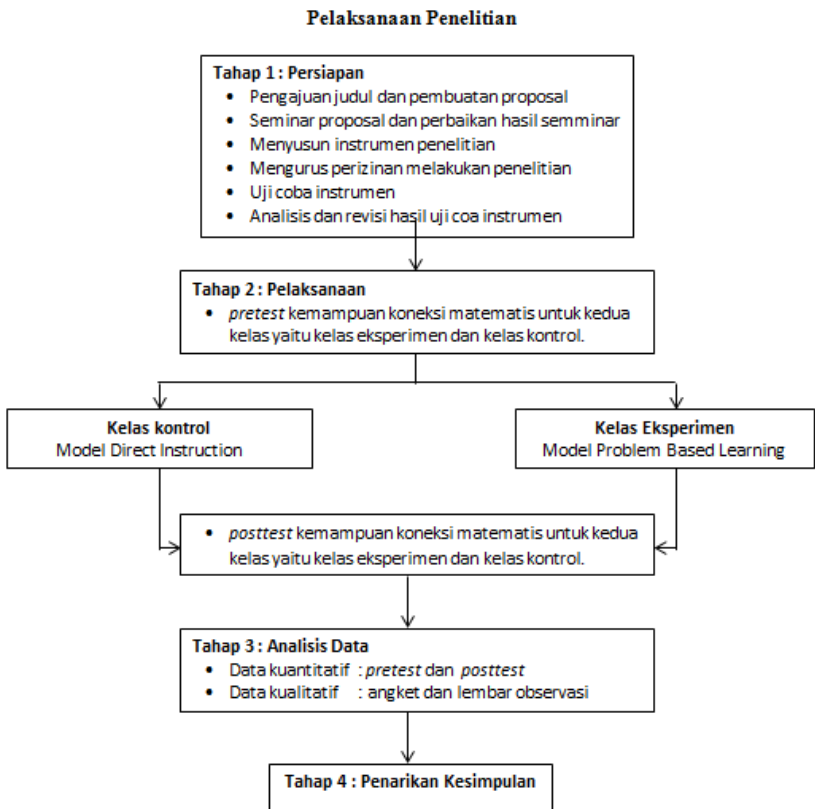 Pelaksanaan Penelitian
Tahap 1 : Persiapan
• Pengajuan judul dan pembuatan proposal
• Seminar proposal dan perbaikan hasil semminar
• Menyusun instrumen penelitian
• Mengurus perizinan melakukan penelitian
• Uji coba instrumen
• Analisis dan revisi hasil uji coa instrumen
Tahap 2 : Pelaksanaan
• pretest kemampuan koneksi matematis untuk kedua
kelas yaitu kelas eksperimen dan kelas kontrol.
Kelas kontrol
Model Direct Instruction
Kelas Eksperimen
Model Problem Based Learning
• posttest kemampuan koneksi matematis untuk kedua
kelas yaitu kelas eksperimen dan kelas kontrol.
Tahap 3 : Analisis Data
• Data kuantitatif : pretest dan posttest
• Data kualitatif : angket dan lembar observasi
Tahap 4 : Penarikan Kesimpulan